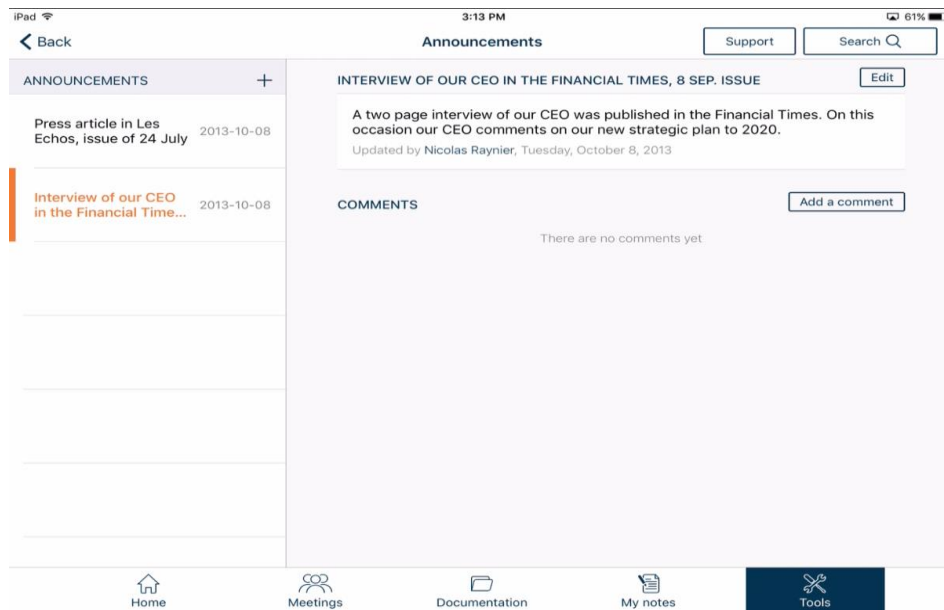 iPad 3:13 PM 61%
Back Announcements Support Search
ANNOUNCEMENTS +
Press article in Les
Echos, issue of 24 July 2013-10-08
Interview of our CEO
in the Financial Time... 2013-10-08
INTERVIEW OF OUR CEO IN THE FINANCIAL TIMES, 8 SEP. ISSUE Edit
A two page interview of our CEO was published in the Financial Times. On this
occasion our CEO comments on our new strategic plan to 2020.
Updated by Nicolas Raynier, Tuesday, October 8, 2013
COMMENTS Add a comment
There are no comments yet
Home Meetings Documentation My notes Tools